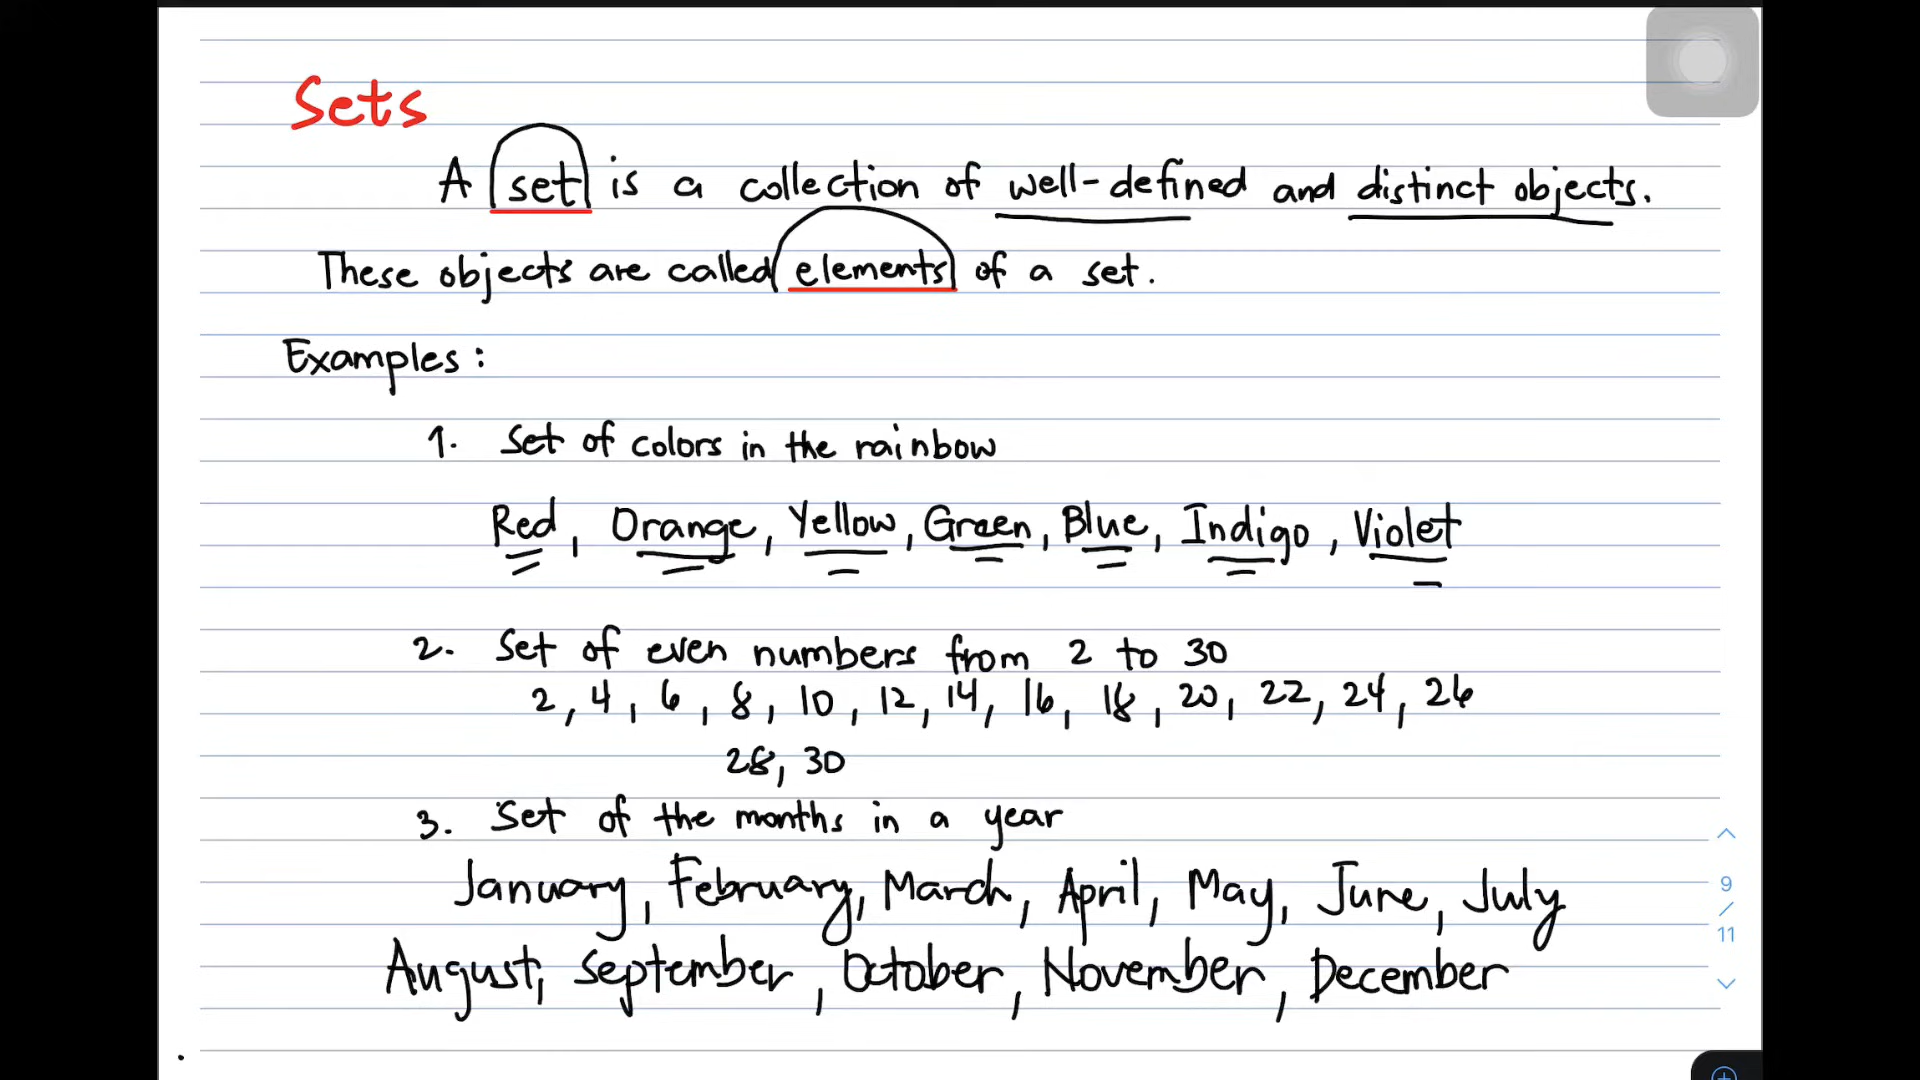 Sets
A set is a collection of well-defined and distinct objects.
These objects are called elements of a set.
Examples:
1. Set of colors in the rainbow
Red, Orange, Yellow, Green, Blue, Indigo, Violet
2. Set of even numbers from 2 to 30
2, 4, 6, 8, 10, 12, 14, 16, 18, 20, 22, 24, 26
28, 30
3. Set of the months in a year
January, February, March, April, May, June, July
August, September, October, November, December
9
/
11